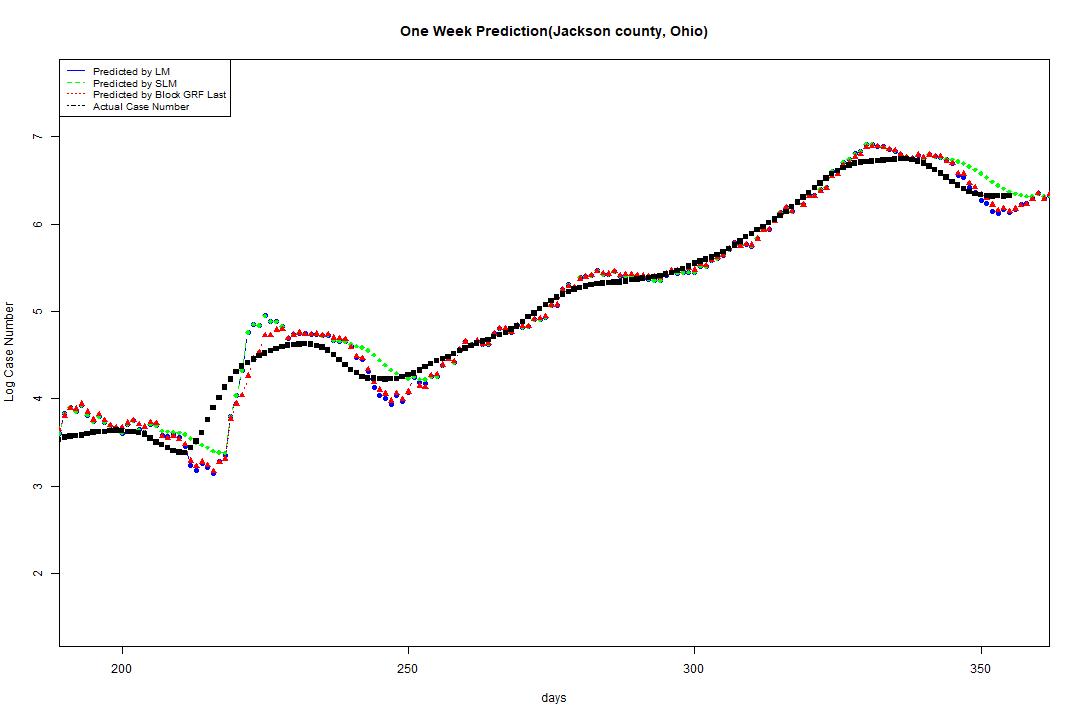 One Week Prediction(Jackson county, Ohio)
Predicted by LM
Predicted by SLM
Predicted by Block GRF Last
Actual Case Number
Log Case Number
7
6
5
4
3
2
200
250
300
350
days